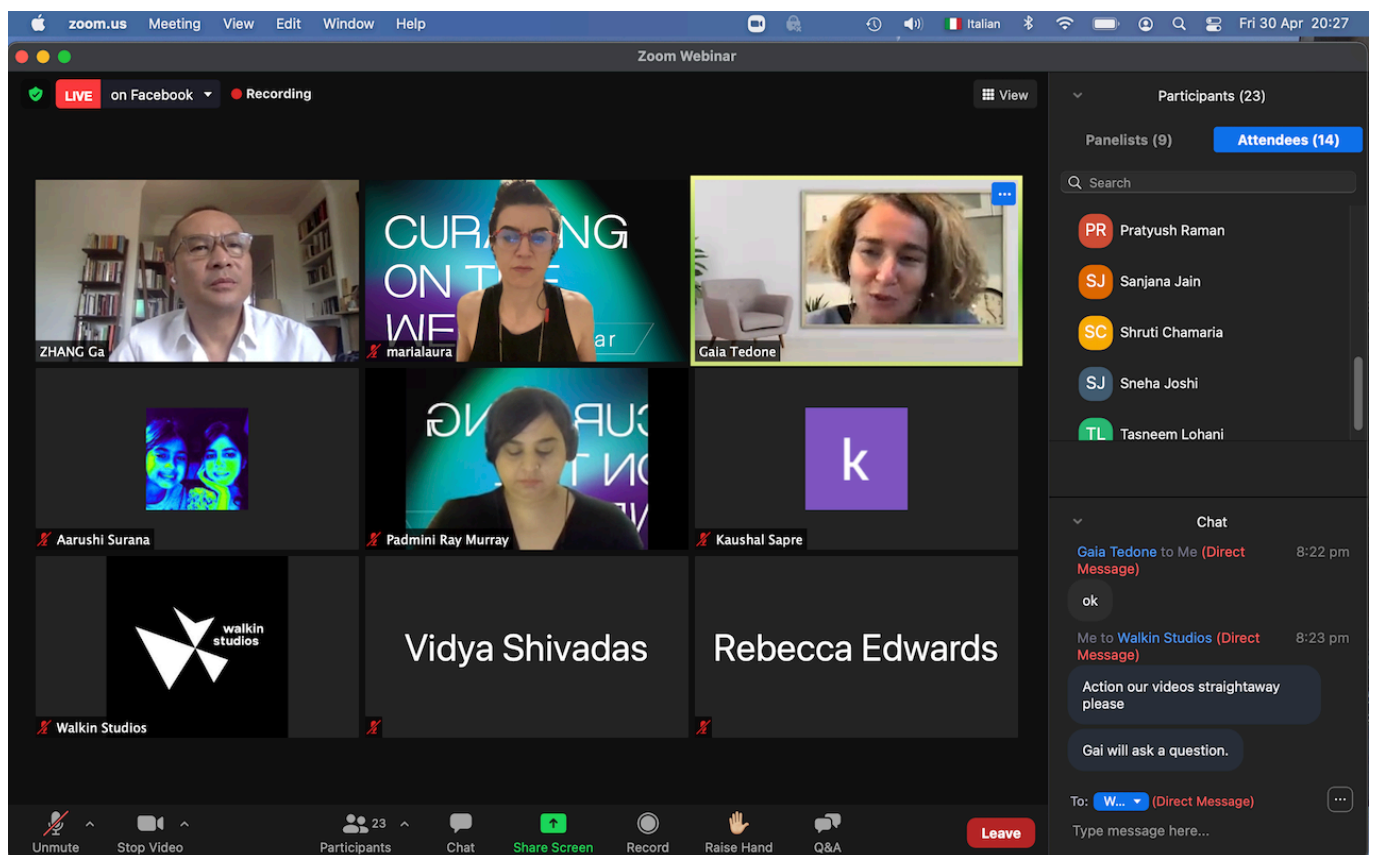 zoom.us Meeting View Edit Window Help Italian Fri 30 Apr 20:27
Zoom Webinar
LIVE on Facebook Recording View
Participants (23)
Panelists (9) Attendees (14)
Search
PR Pratyush Raman
SJ Sanjana Jain
SC Shruti Chamaria
SJ Sneha Joshi
TL Tasneem Lohani
ZHANG Ga
CURA NG
ON T E
WE
ar
marialaura
Gaia Tedone
Aarushi Surana
Padmini Ray Murray
k
Kaushal Sapre
walkin
studios
Walkin Studios
Vidya Shivadas
Rebecca Edwards
Chat
Gaia Tedone to Me (Direct 8:22 pm
Message)
ok
Me to Walkin Studios (Direct 8:23 pm
Message)
Action our videos straightaway
please
Gai will ask a question.
To: W... (Direct Message)
Type message here...
Unmute Stop Video 23 Participants Chat Share Screen Record Raise Hand Q&A Leave